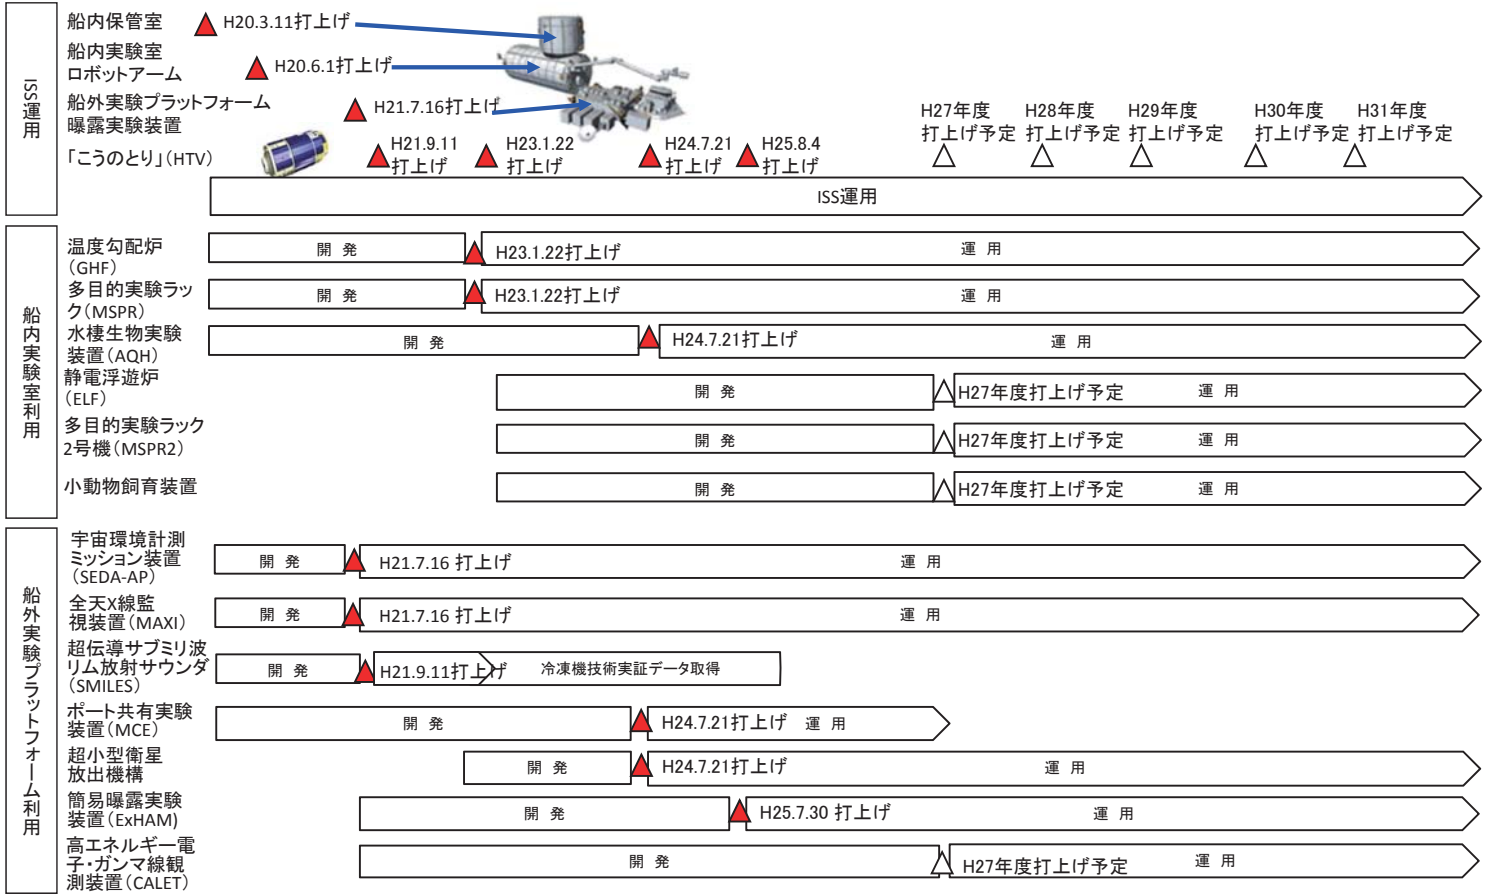 ISS運用
船内保管室
H20.3.11打上げ
船内実験室
ロボットアーム
H20.6.1打上げ
船外実験プラットフォーム
曝露実験装置
H21.7.16打上げ
「こうのとり」(HTV)
H21.9.11
打上げ
H23.1.22
打上げ
H24.7.21
打上げ
H25.8.4
打上げ
H27年度
打上げ予定
H28年度
打上げ予定
H29年度
打上げ予定
H30年度
打上げ予定
H31年度
打上げ予定
ISS運用
船内実験室利用
温度勾配炉
(GHF)
開 発
H23.1.22打上げ
運 用
多目的実験ラッ
ク(MSPR)
開 発
H23.1.22打上げ
運 用
水棲生物実験
装置(AQH)
開 発
H24.7.21打上げ
運 用
静電浮遊炉
(ELF)
開 発
H27年度打上げ予定
運 用
多目的実験ラック
2号機(MSPR2)
開 発
H27年度打上げ予定
運 用
小動物飼育装置
開 発
H27年度打上げ予定
運 用
船外実験プラットフォーム利用
宇宙環境計測
ミッション装置
(SEDA-AP)
開 発
H21.7.16 打上げ
運 用
全天X線監
視装置(MAXI)
開 発
H21.7.16 打上げ
運 用
超伝導サブミリ波
リム放射サウンダ
(SMILES)
開 発
H21.9.11打上げ
冷凍機技術実証データ取得
ポート共有実験
装置(MCE)
開 発
H24.7.21打上げ
運 用
超小型衛星
放出機構
開 発
H24.7.21打上げ
運 用
簡易曝露実験
装置(ExHAM)
開 発
H25.7.30 打上げ
運 用
高エネルギー電
子・ガンマ線観
測装置(CALET)
開 発
H27年度打上げ予定
運 用